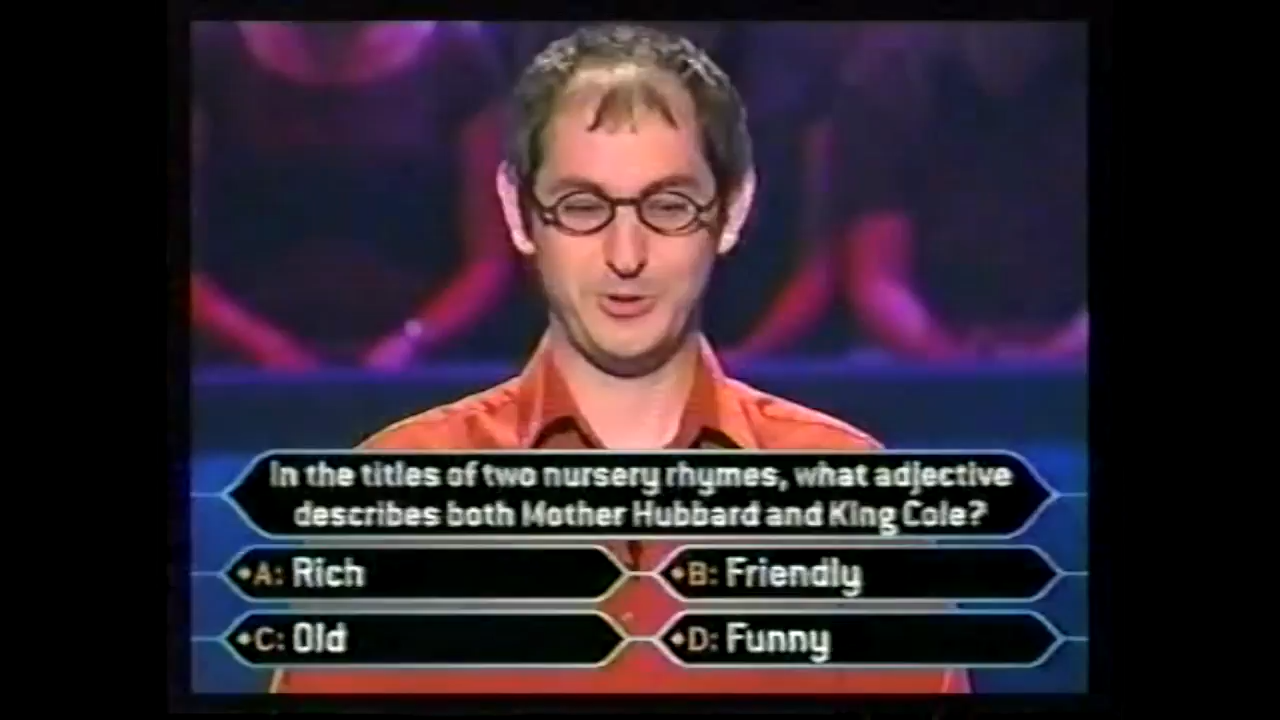 In the titles of two nursery rhymes, what adjective
describes both Mother Hubbard and King Cole?
•A: Rich
•B: Friendly
•C: Old
•D: Funny